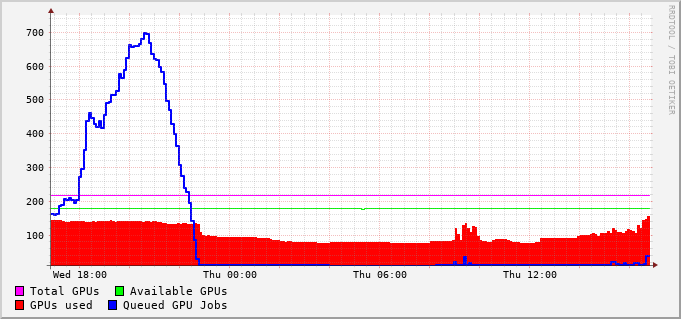 700
600
500
400
300
200
100
Wed 18:00 Thu 00:00 Thu 06:00 Thu 12:00
Total GPUs Available GPUs
GPUs used Queued GPU Jobs
RRDTOOL / TOBI OETIKER